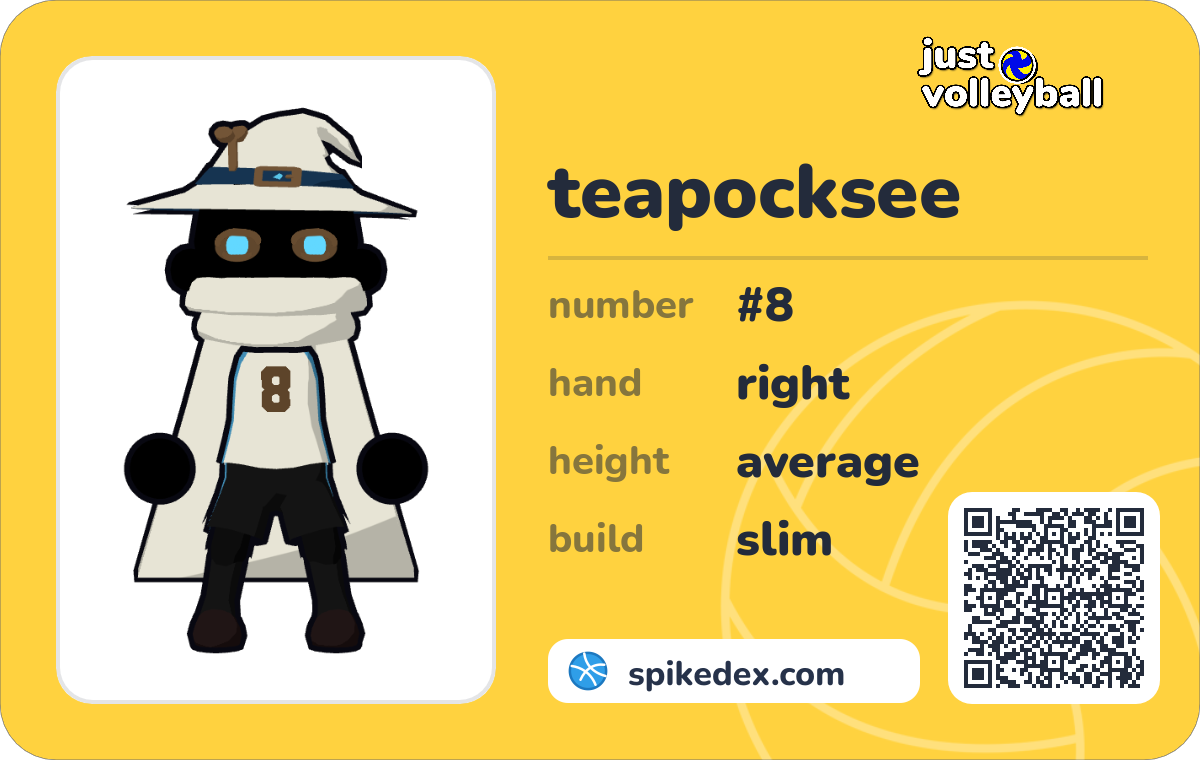 just
volleyball
teapocksee
number #8
hand right
height average
build slim
8
spikedex.com